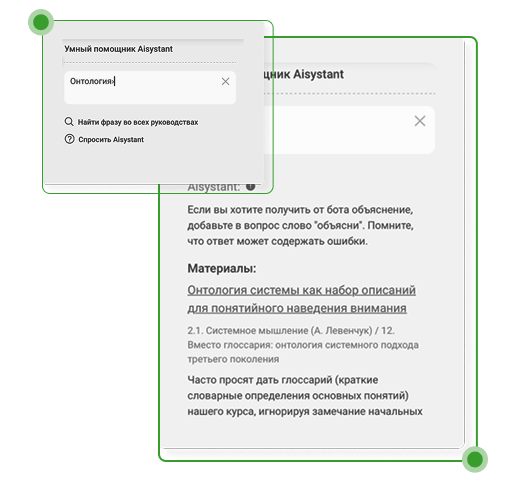 Умный помощник Aisystant
Онтология
Найти фразу во всех руководствах
Спросить Aisystant
щник Aisystant
Aisystant:
Если вы хотите получить от бота объяснение,
добавьте в вопрос слово "объясни". Помните,
что ответ может содержать ошибки.
Материалы:
Онтология системы как набор описаний
для понятийного наведения внимания
2.1. Системное мышление (А. Левенчук) / 12.
Вместо глоссария: онтология системного подхода
третьего поколения
Часто просят дать глоссарий (краткие
словарные определения основных понятий)
нашего курса, игнорируя замечание начальных